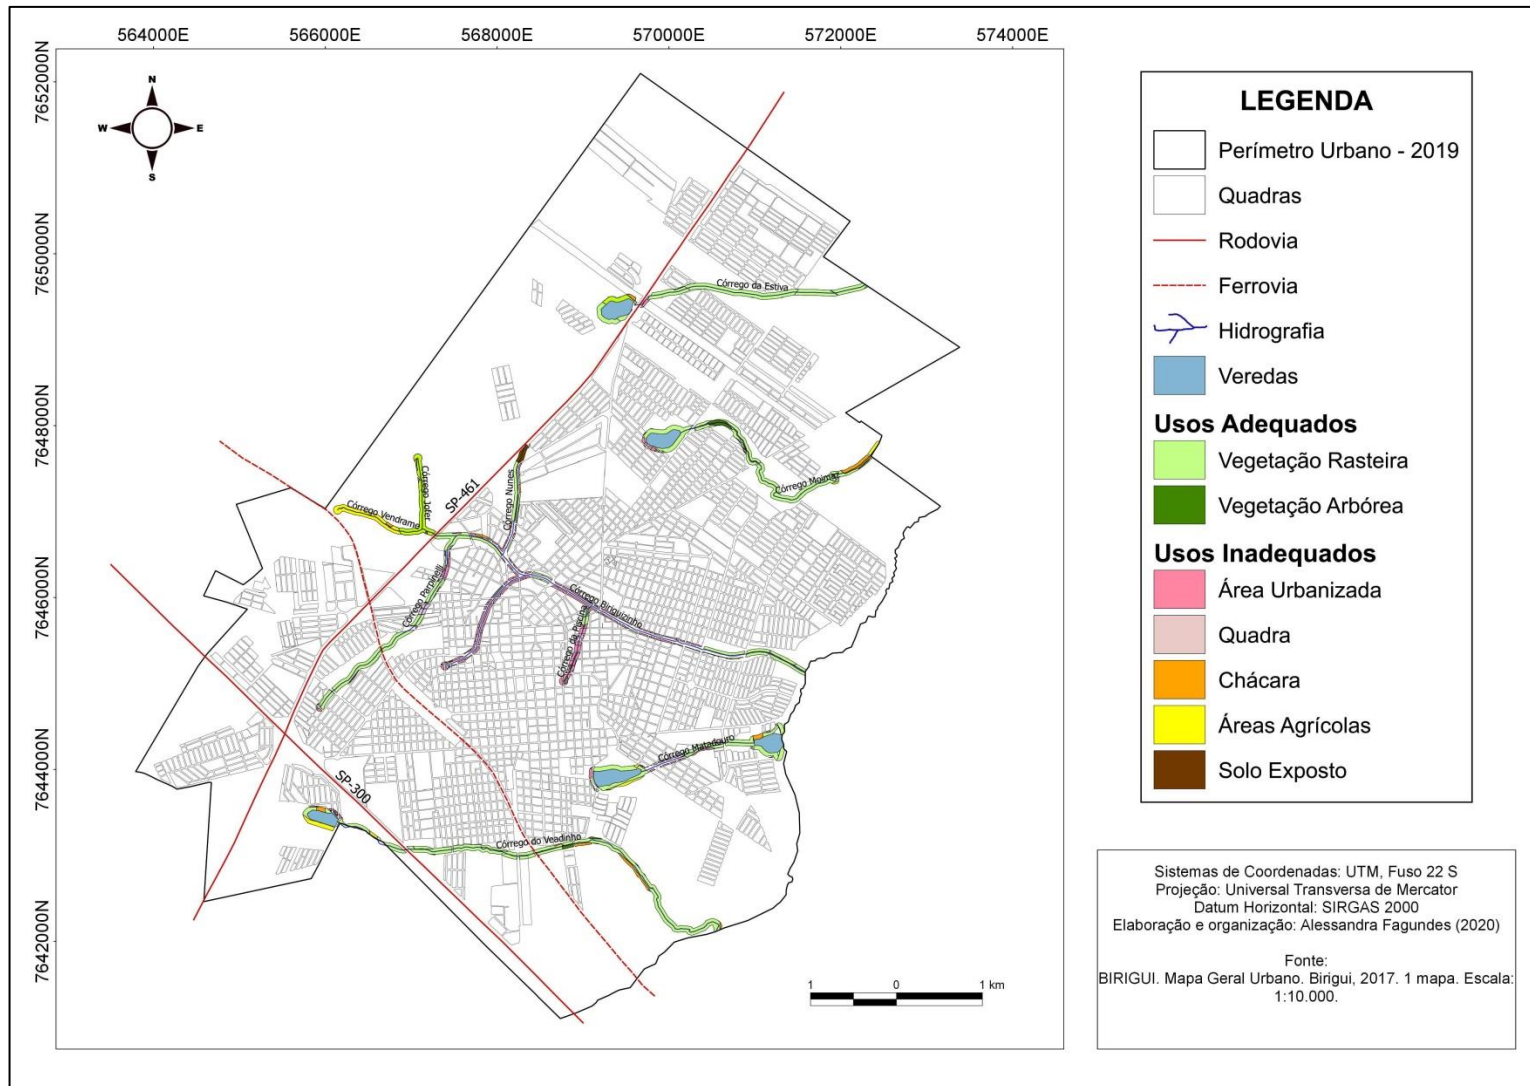 564000E 566000E 568000E 570000E 572000E 574000E
7652000N
7650000N
7648000N
7646000N
7644000N
7642000N
N
W E
S
Córrego da Estiva
Córrego Moimaz
Córrego Nunes
SP-461
Córrego Jofer
Córrego Vendrame
Córrego Parpinelli
Córrego Biriguizinho
Córrego da Piscina
Córrego Matadouro
SP-300
Córrego do Veadinho
1 0 1 km
LEGENDA
Perímetro Urbano - 2019
Quadras
Rodovia
Ferrovia
Hidrografia
Veredas
Usos Adequados
Vegetação Rasteira
Vegetação Arbórea
Usos Inadequados
Área Urbanizada
Quadra
Chácara
Áreas Agrícolas
Solo Exposto
Sistemas de Coordenadas: UTM, Fuso 22 S
Projeção: Universal Transversa de Mercator
Datum Horizontal: SIRGAS 2000
Elaboração e organização: Alessandra Fagundes (2020)
Fonte:
BIRIGUI. Mapa Geral Urbano. Birigui, 2017. 1 mapa. Escala:
1:10.000.